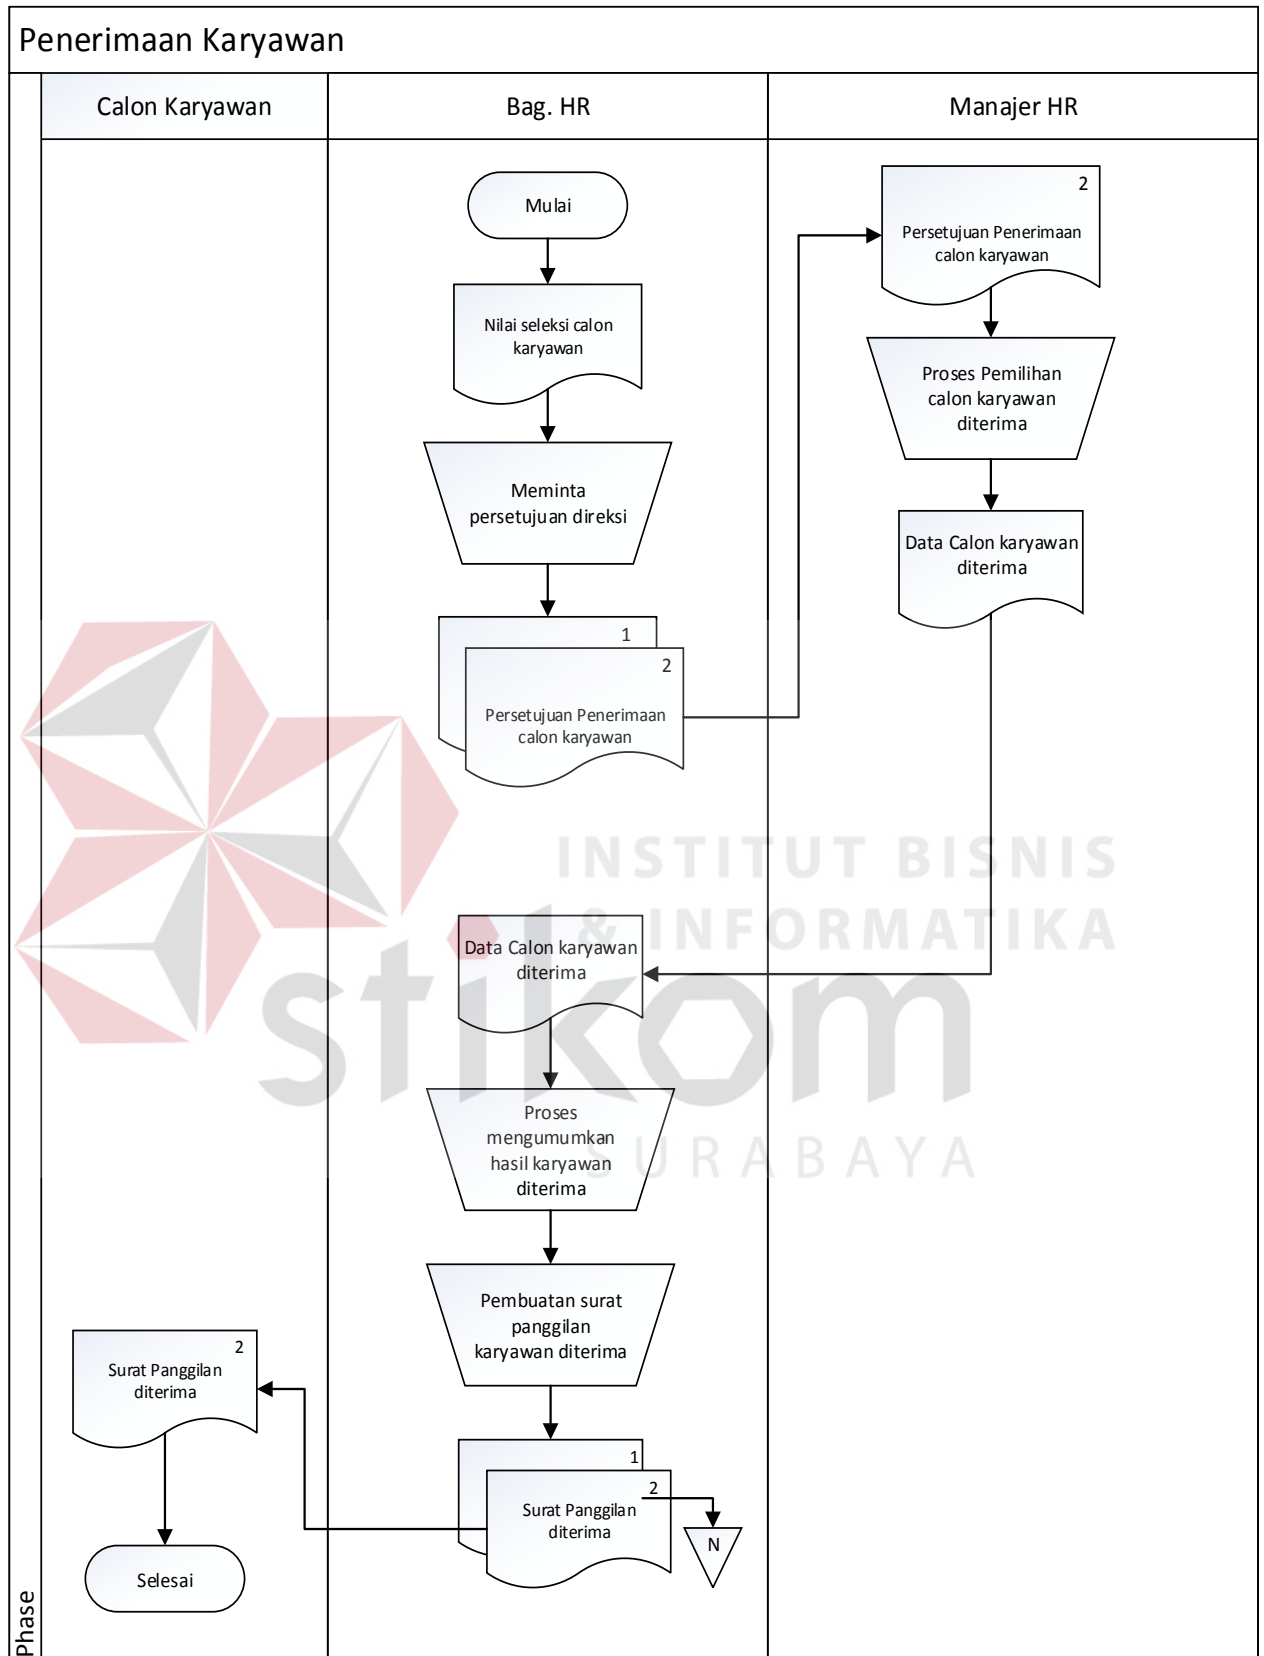 Penerimaan Karyawan
Calon Karyawan
Bag. HR
Manajer HR
Mulai
Nilai seleksi calon
karyawan
Meminta
persetujuan direksi
1
2
Persetujuan Penerimaan
calon karyawan
2
Persetujuan Penerimaan
calon karyawan
Proses Pemilihan
calon karyawan
diterima
Data Calon karyawan
diterima
Data Calon karyawan
diterima
Proses
mengumumkan
hasil karyawan
diterima
Pembuatan surat
panggilan
karyawan diterima
1
2
Surat Panggilan
diterima
N
2
Surat Panggilan
diterima
Selesai
Phase
INSTITUT BISNIS
& INFORMATIKA
stikom
SURABAYA